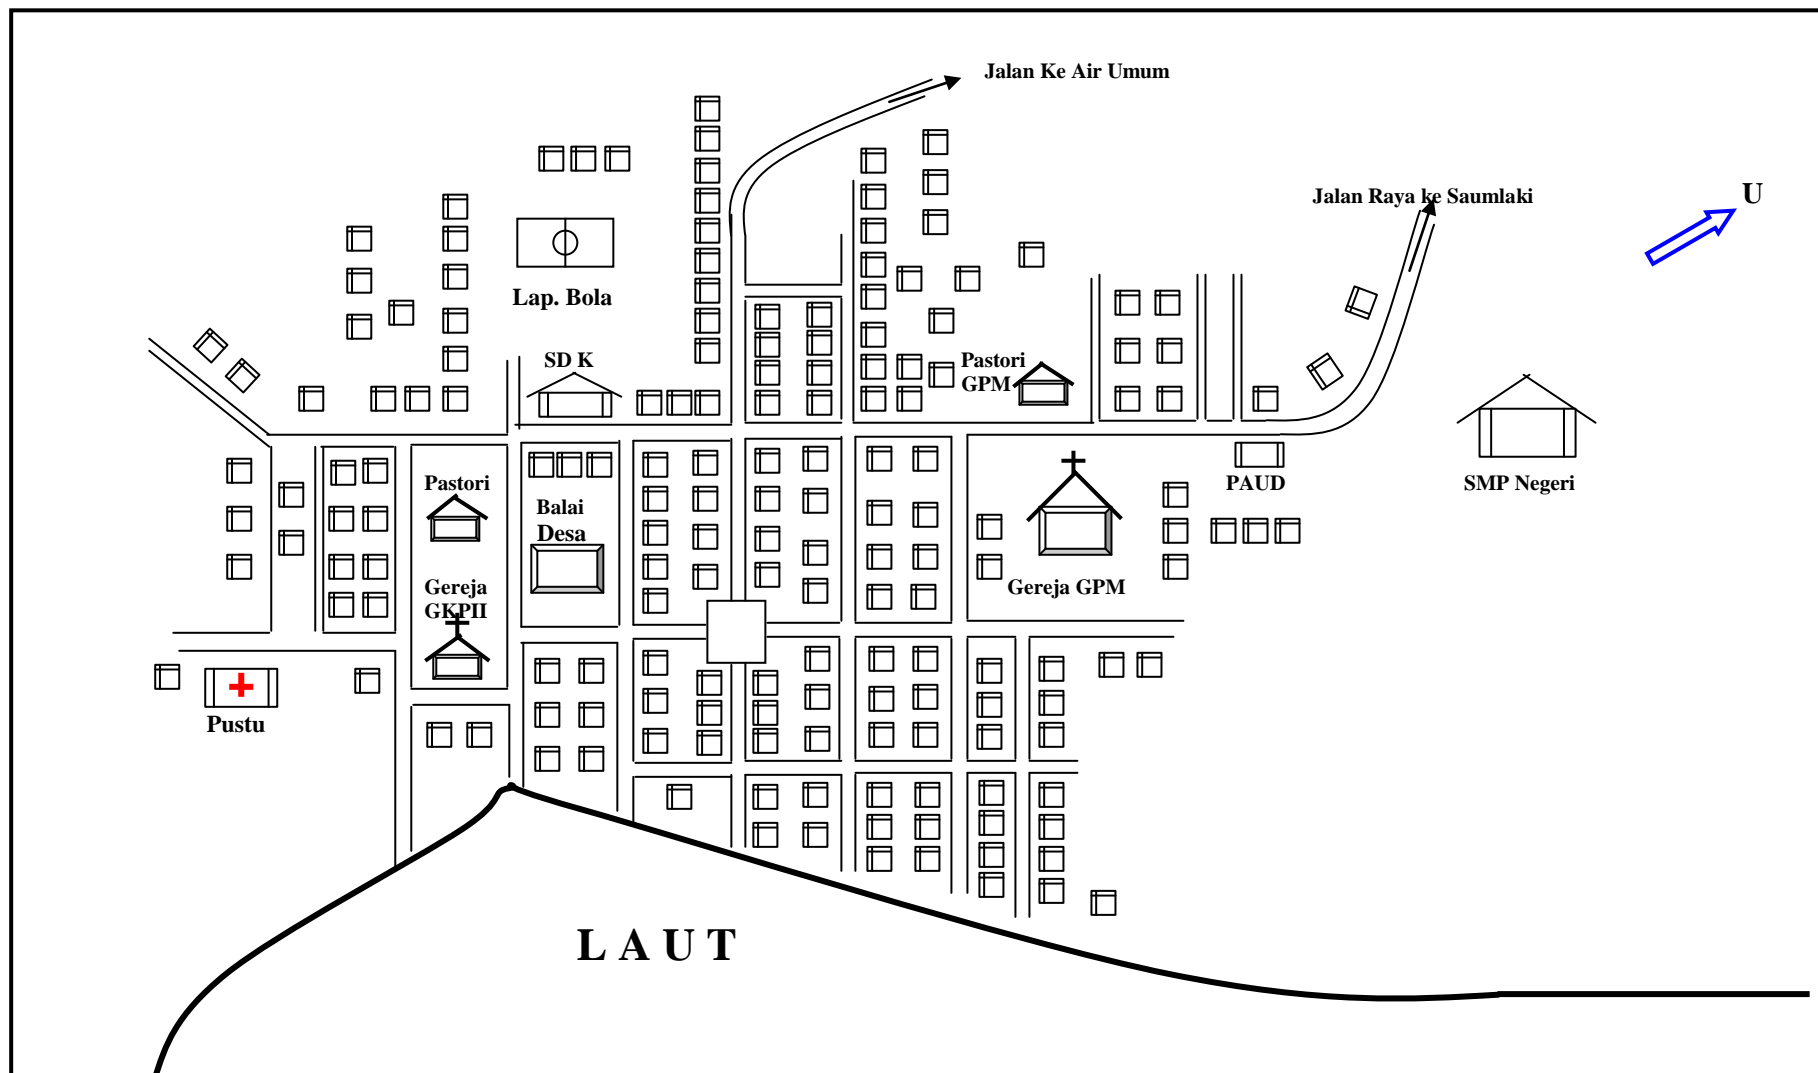 Jalan Ke Air Umum
Jalan Raya ke Saumlaki
U
Lap. Bola
SD K
Pastori
GPM
Pastori
Balai
Desa
PAUD
SMP Negeri
Gereja
GKPII
Gereja GPM
Pustu
L A U T